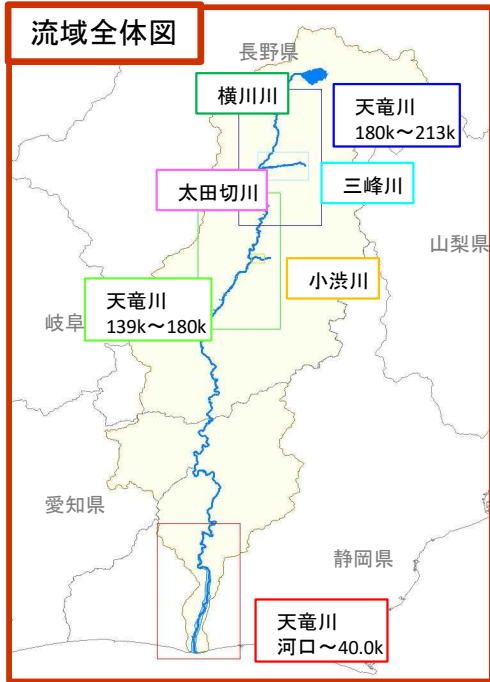 流域全体図
長野県
横川川
天竜川
180k～213k
太田切川
三峰川
山梨県
小渋川
天竜川
139k～180k
岐阜
愛知県
静岡県
天竜川
河口～40.0k